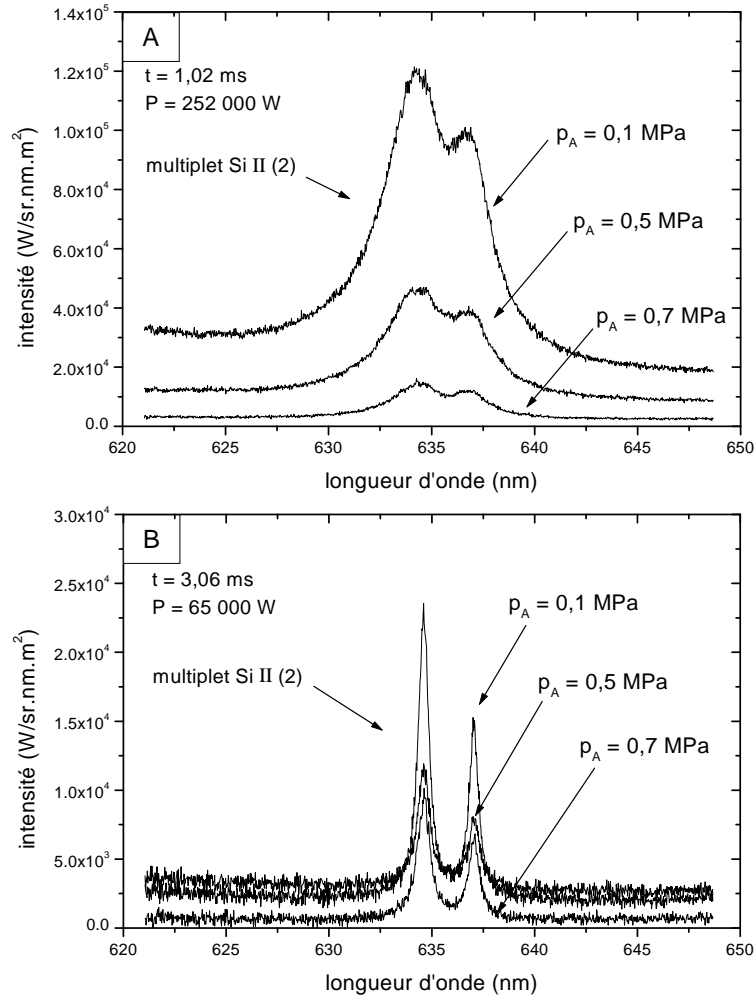 A
t = 1,02 ms
P = 252 000 W
multiplet Si II (2)
p_A = 0,1 MPa
p_A = 0,5 MPa
p_A = 0,7 MPa
intensité (W/sr.nm.m²)
1.4x10⁵
1.2x10⁵
1.0x10⁵
8.0x10⁴
6.0x10⁴
4.0x10⁴
2.0x10⁴
0.0
620 625 630 635 640 645 650
longueur d'onde (nm)
B
t = 3,06 ms
P = 65 000 W
multiplet Si II (2)
p_A = 0,1 MPa
p_A = 0,5 MPa
p_A = 0,7 MPa
intensité (W/sr.nm.m²)
3.0x10⁴
2.5x10⁴
2.0x10⁴
1.5x10⁴
1.0x10⁴
5.0x10³
0.0
620 625 630 635 640 645 650
longueur d'onde (nm)